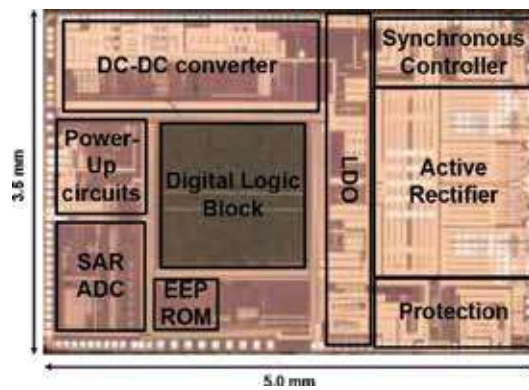 DC-DC converter
Synchronous
Controller
Power-
Up
circuits
Digital Logic
Block
LDO
Active
Rectifier
SAR
ADC
EEP
ROM
Protection
3.5 mm
5.0 mm